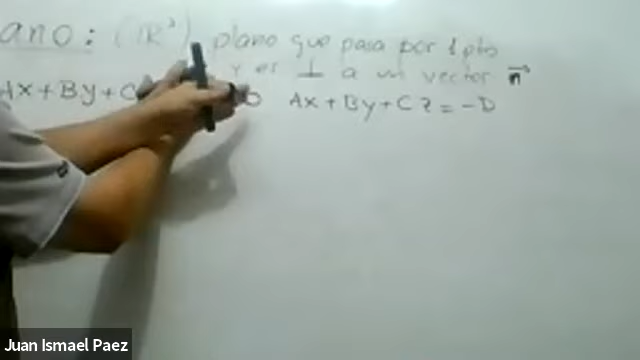 ano: (IR³) plano que pasa por 1 pto
y es ⊥ a un vector n⃗
Ax+By+C 0 Ax+By+Cz=-D
Juan Ismael Paez